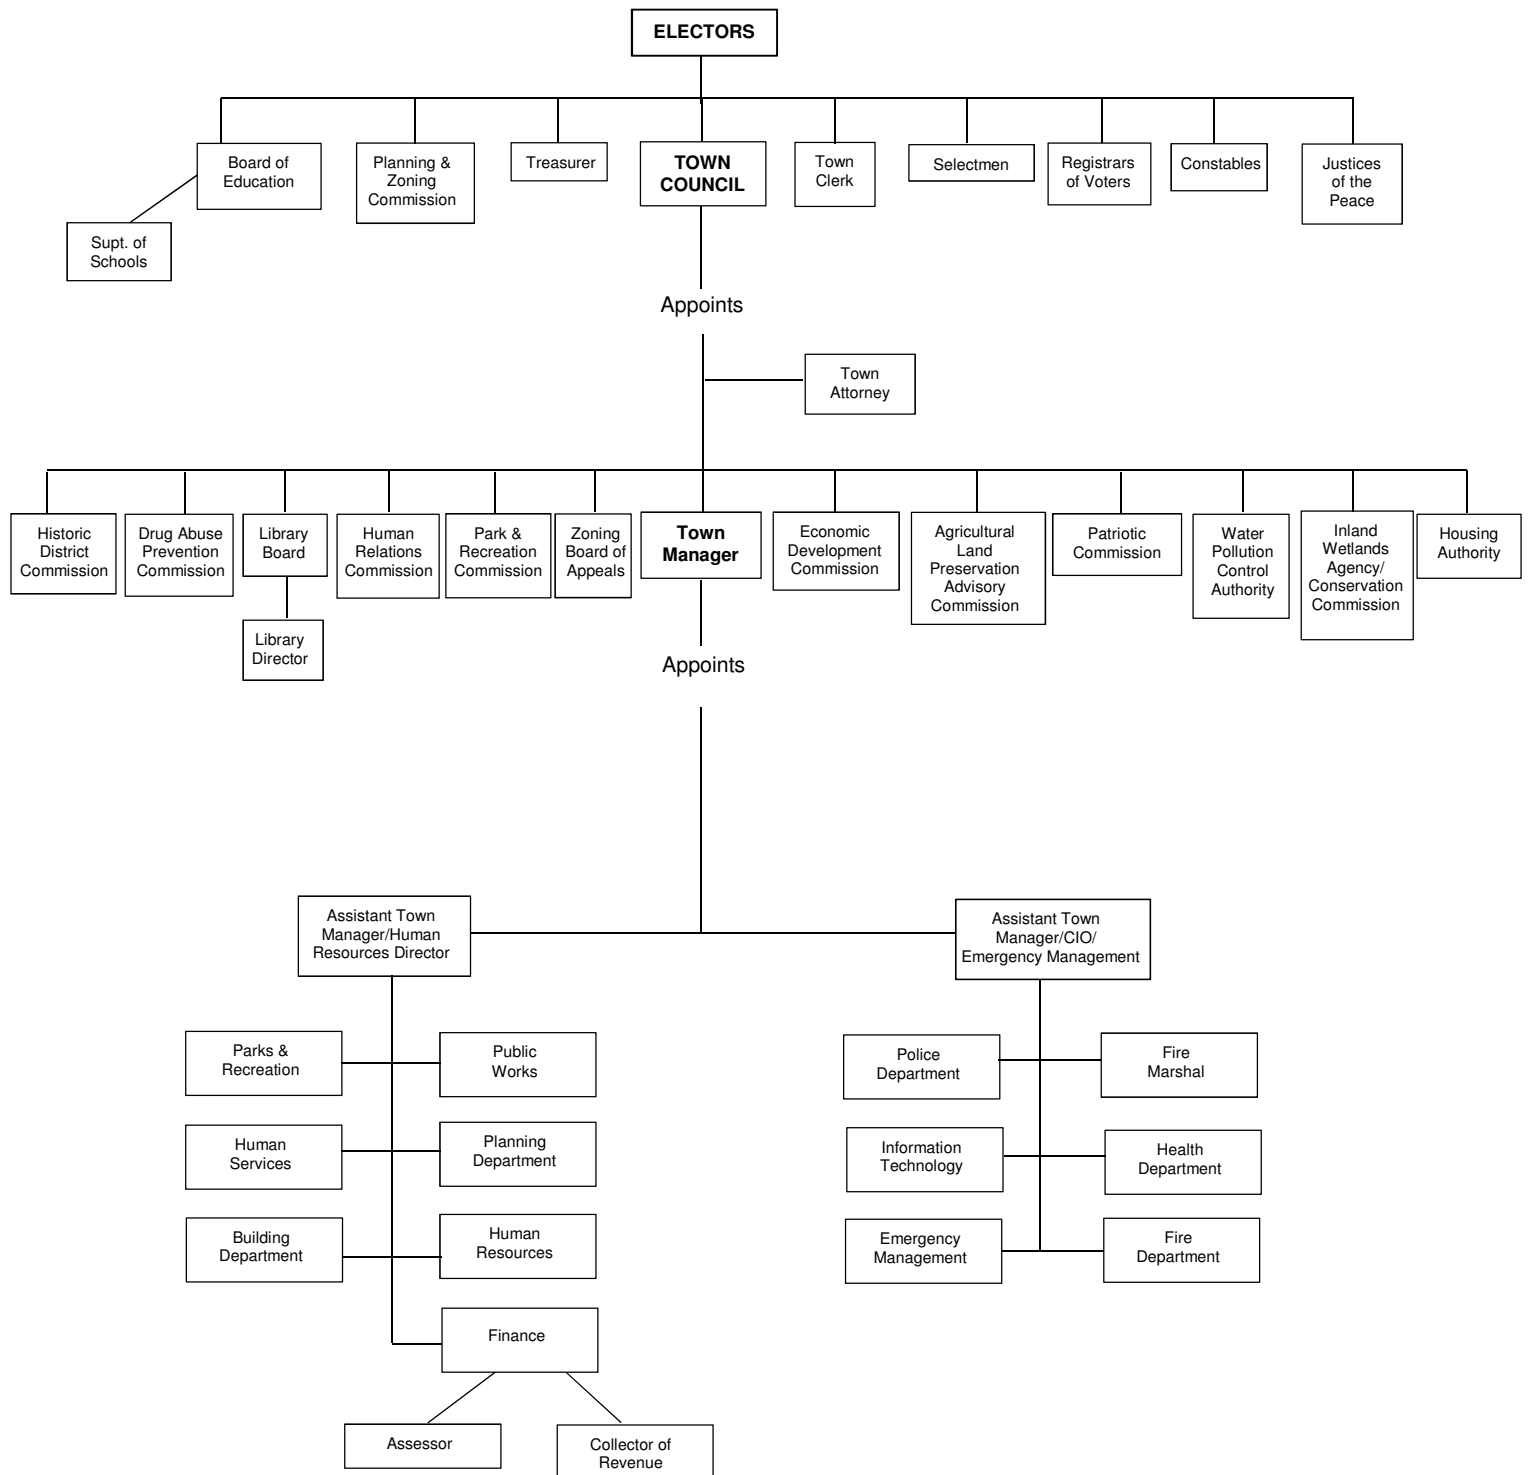 ELECTORS
Board of
Education
Planning &
Zoning
Commission
Treasurer
TOWN
COUNCIL
Town
Clerk
Selectmen
Registrars
of Voters
Constables
Justices
of the
Peace
Supt. of
Schools
Appoints
Town
Attorney
Historic
District
Commission
Drug Abuse
Prevention
Commission
Library
Board
Human
Relations
Commission
Park &
Recreation
Commission
Zoning
Board of
Appeals
Town
Manager
Economic
Development
Commission
Agricultural
Land
Preservation
Advisory
Commission
Patriotic
Commission
Water
Pollution
Control
Authority
Inland
Wetlands
Agency/
Conservation
Commission
Housing
Authority
Library
Director
Appoints
Assistant Town
Manager/Human
Resources Director
Assistant Town
Manager/CIO/
Emergency Management
Parks &
Recreation
Public
Works
Police
Department
Fire
Marshal
Human
Services
Planning
Department
Information
Technology
Health
Department
Building
Department
Human
Resources
Emergency
Management
Fire
Department
Finance
Assessor
Collector of
Revenue